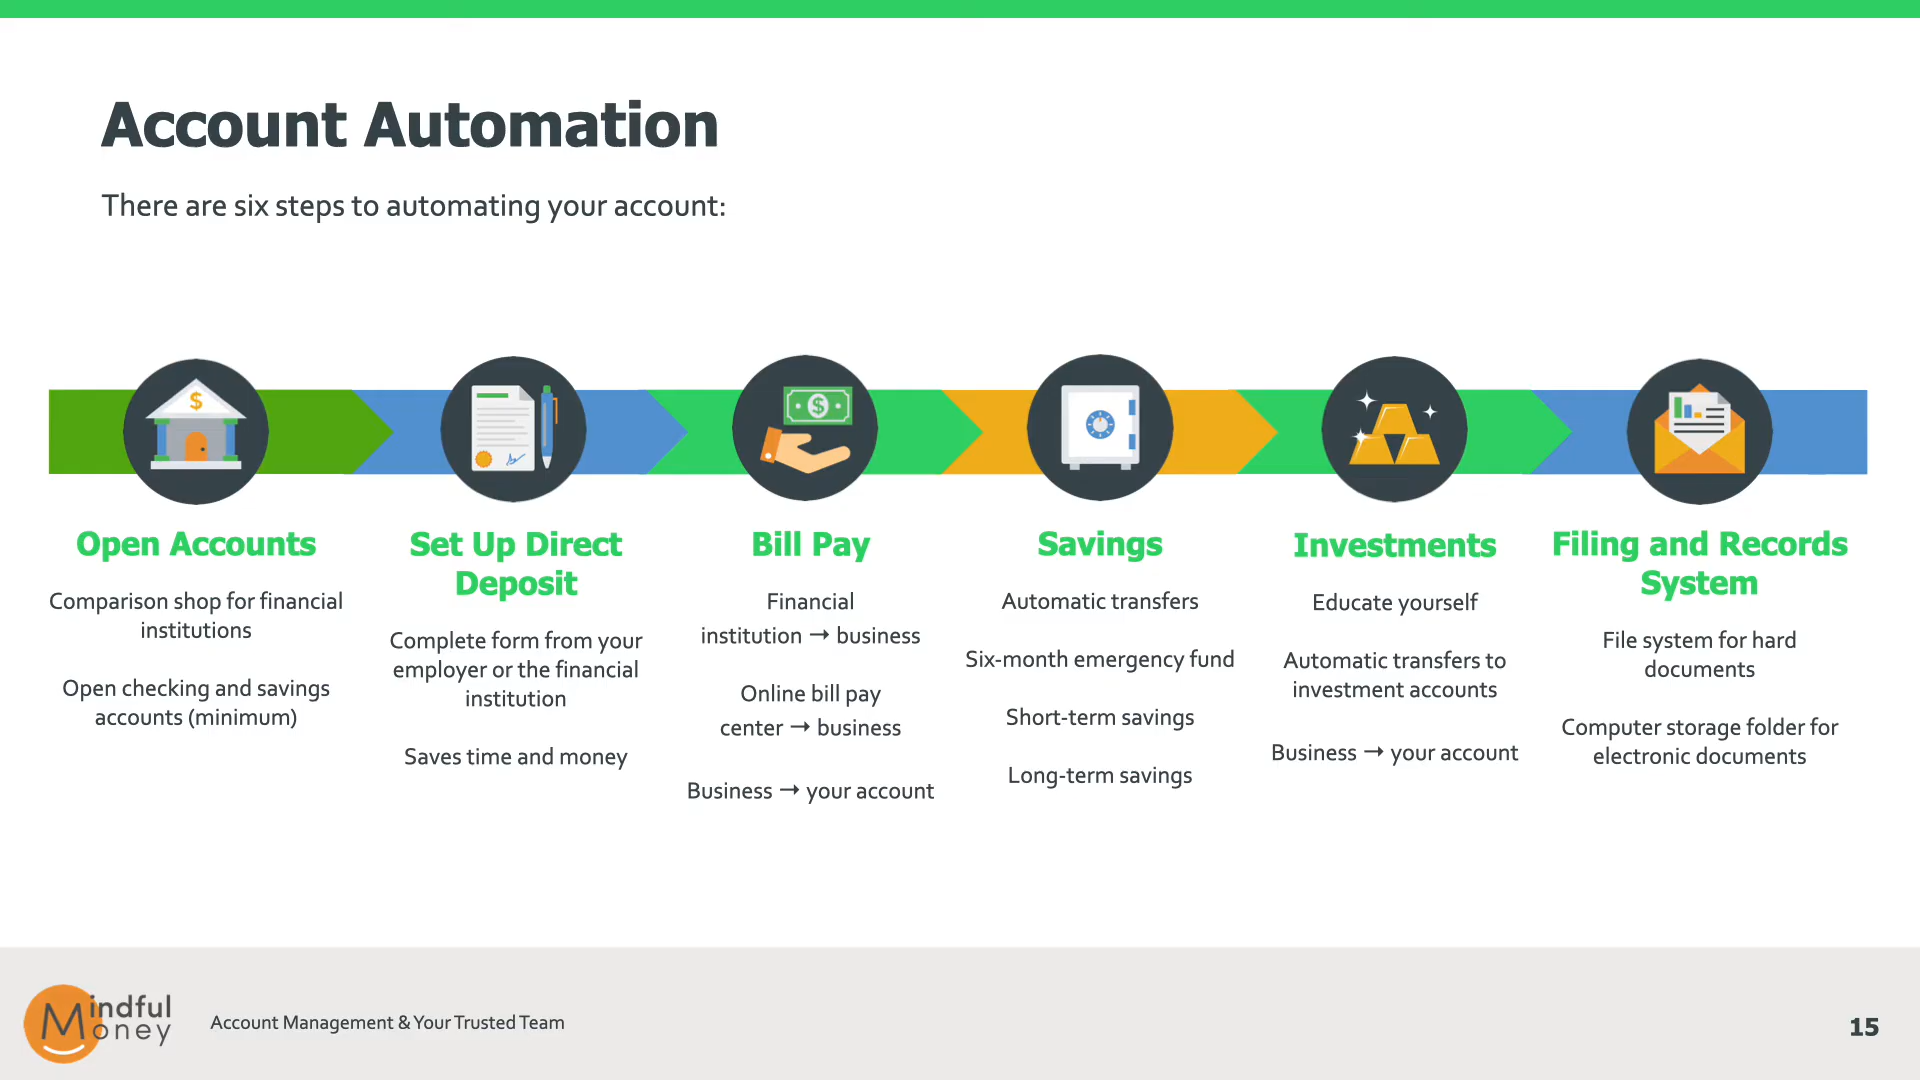 Account Automation
There are six steps to automating your account:
$
$
Open Accounts
Comparison shop for financial
institutions
Open checking and savings
accounts (minimum)
Set Up Direct
Deposit
Complete form from your
employer or the financial
institution
Saves time and money
Bill Pay
Financial
institution → business
Online bill pay
center → business
Business → your account
Savings
Automatic transfers
Six-month emergency fund
Short-term savings
Long-term savings
Investments
Educate yourself
Automatic transfers to
investment accounts
Business → your account
Filing and Records
System
File system for hard
documents
Computer storage folder for
electronic documents
Mindful
Money
Account Management & Your Trusted Team
15